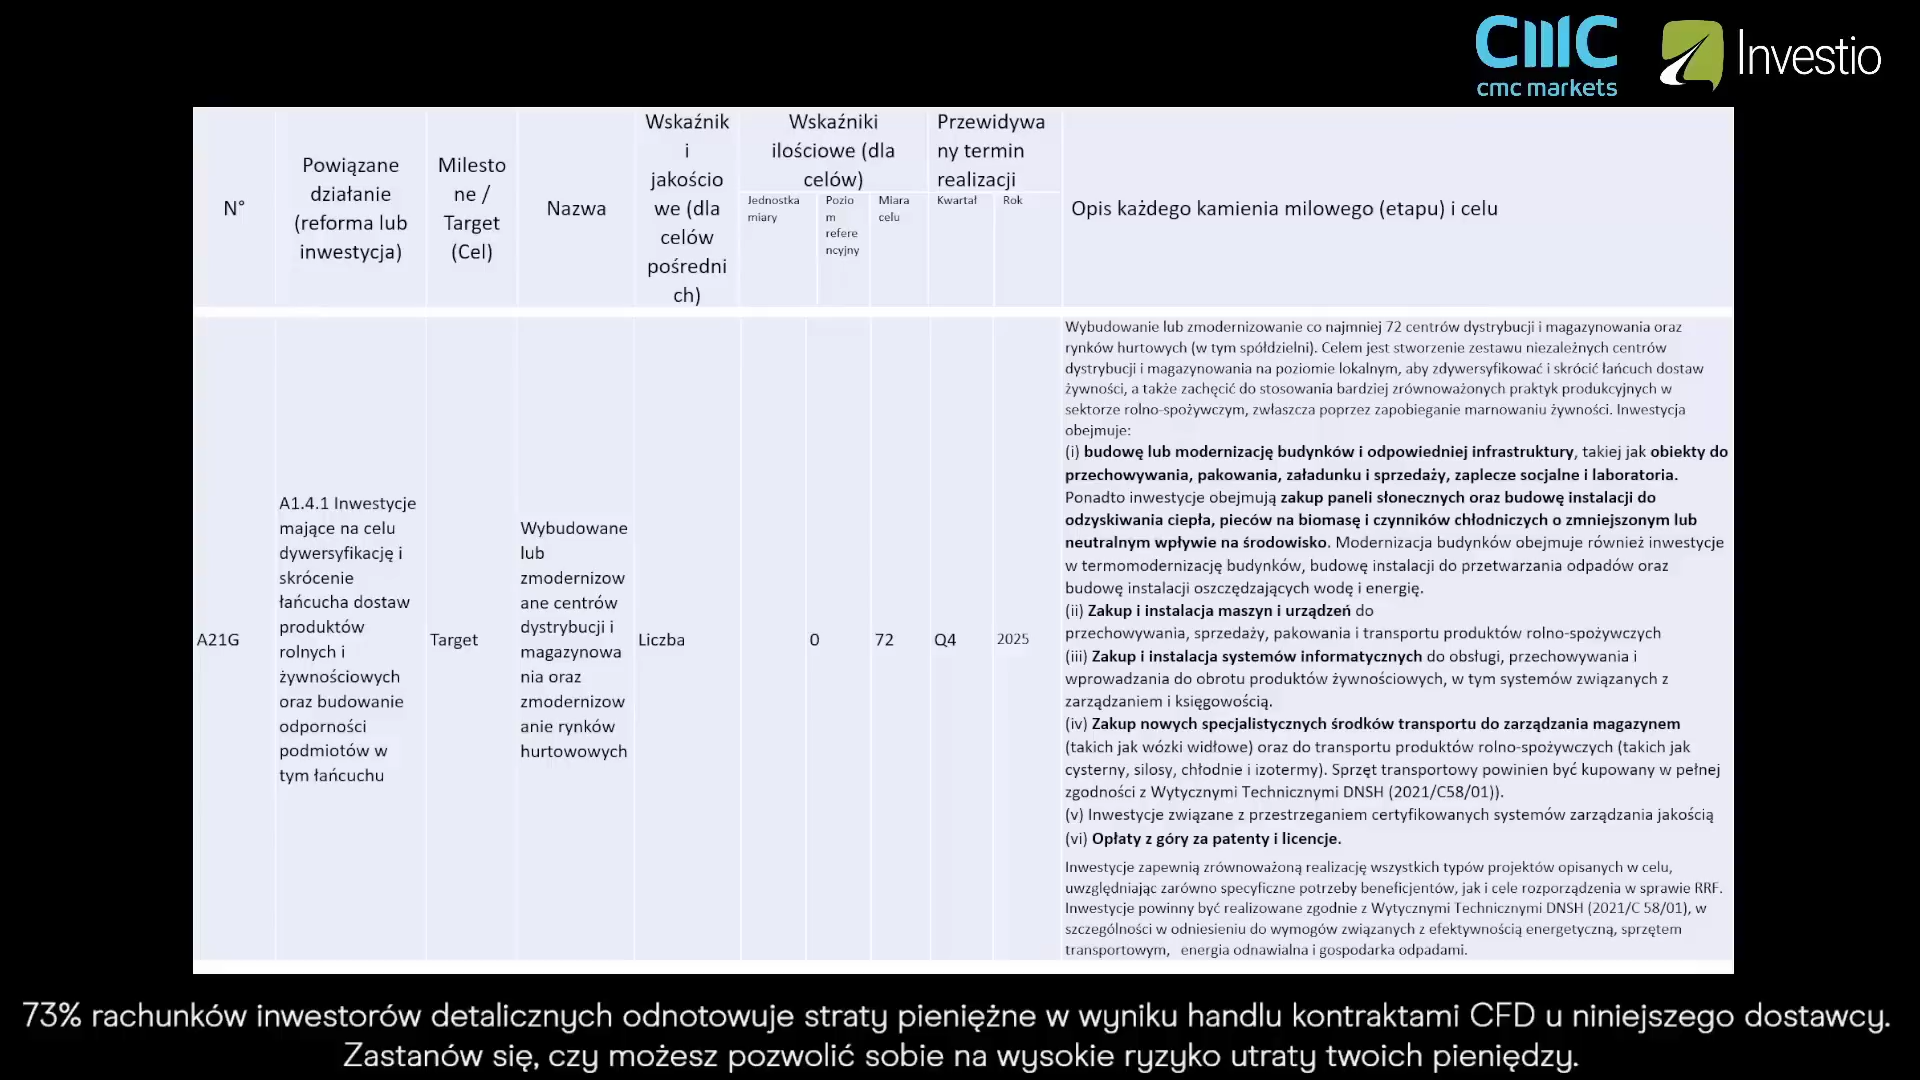 CMC
cmc markets
Investio
N°
Powiązane
działanie
(reforma lub
inwestycja)
Milesto
ne /
Target
(Cel)
Nazwa
Wskaźnik
i
jakościo
we (dla
celów
pośredni
ch)
Wskaźniki
ilościowe (dla
celów)
Jednostka
miary
Pozio
m
refere
ncyjny
Miara
celu
Przewidywa
ny termin
realizacji
Kwartał
Rok
Opis każdego kamienia milowego (etapu) i celu
A21G
A1.4.1 Inwestycje
mające na celu
dywersyfikację i
skrócenie
łańcucha dostaw
produktów
rolnych i
żywnościowych
oraz budowanie
odporności
podmiotów w
tym łańcuchu
Target
Wybudowane
lub
zmodernizow
ane centrów
dystrybucji i
magazynowa
nia oraz
zmodernizow
anie rynków
hurtowowych
Liczba
0
72
Q4
2025
Wybudowanie lub zmodernizowanie co najmniej 72 centrów dystrybucji i magazynowania oraz
rynków hurtowych (w tym spółdzielni). Celem jest stworzenie zestawu niezależnych centrów
dystrybucji i magazynowania na poziomie lokalnym, aby zdywersyfikować i skrócić łańcuch dostaw
żywności, a także zachęcić do stosowania bardziej zrównoważonych praktyk produkcyjnych w
sektorze rolno-spożywczym, zwłaszcza poprzez zapobieganie marnowaniu żywności. Inwestycja
obejmuje:
(i) budowę lub modernizację budynków i odpowiedniej infrastruktury, takiej jak obiekty do
przechowywania, pakowania, załadunku i sprzedaży, zaplecze socjalne i laboratoria.
Ponadto inwestycje obejmują zakup paneli słonecznych oraz budowę instalacji do
odzyskiwania ciepła, pieców na biomasę i czynników chłodniczych o zmniejszonym lub
neutralnym wpływie na środowisko. Modernizacja budynków obejmuje również inwestycje
w termomodernizację budynków, budowę instalacji do przetwarzania odpadów oraz
budowę instalacji oszczędzających wodę i energię.
(ii) Zakup i instalacja maszyn i urządzeń do
przechowywania, sprzedaży, pakowania i transportu produktów rolno-spożywczych
(iii) Zakup i instalacja systemów informatycznych do obsługi, przechowywania i
wprowadzania do obrotu produktów żywnościowych, w tym systemów związanych z
zarządzaniem i księgowością.
(iv) Zakup nowych specjalistycznych środków transportu do zarządzania magazynem
(takich jak wózki widłowe) oraz do transportu produktów rolno-spożywczych (takich jak
cysterny, silosy, chłodnie i izotermy). Sprzęt transportowy powinien być kupowany w pełnej
zgodności z Wytycznymi Technicznymi DNSH (2021/C58/01)).
(v) Inwestycje związane z przestrzeganiem certyfikowanych systemów zarządzania jakością
(vi) Opłaty z góry za patenty i licencje.
Inwestycje zapewnią zrównoważoną realizację wszystkich typów projektów opisanych w celu,
uwzględniając zarówno specyficzne potrzeby beneficjentów, jak i cele rozporządzenia w sprawie RRF.
Inwestycje powinny być realizowane zgodnie z Wytycznymi Technicznymi DNSH (2021/C 58/01), w
szczególności w odniesieniu do wymogów związanych z efektywnością energetyczną, sprzętem
transportowym, energia odnawialna i gospodarka odpadami.
73% rachunków inwestorów detalicznych odnotowuje straty pieniężne w wyniku handlu kontraktami CFD u niniejszego dostawcy.
Zastanów się, czy możesz pozwolić sobie na wysokie ryzyko utraty twoich pieniędzy.